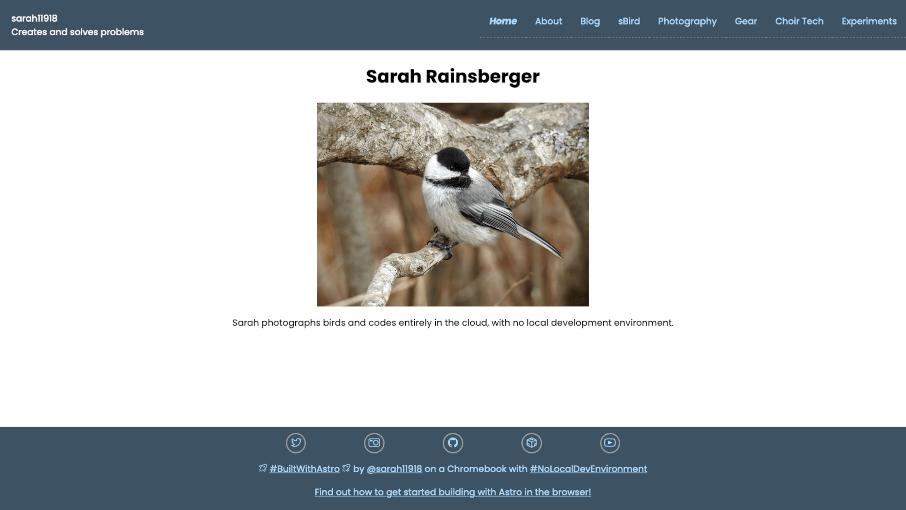 sarah11918
Creates and solves problems
Home About Blog sBird Photography Gear Choir Tech Experiments
Sarah Rainsberger
Sarah photographs birds and codes entirely in the cloud, with no local development environment.
#BuiltWithAstro by @sarah11918 on a Chromebook with #NoLocalDevEnvironment
Find out how to get started building with Astro in the browser!